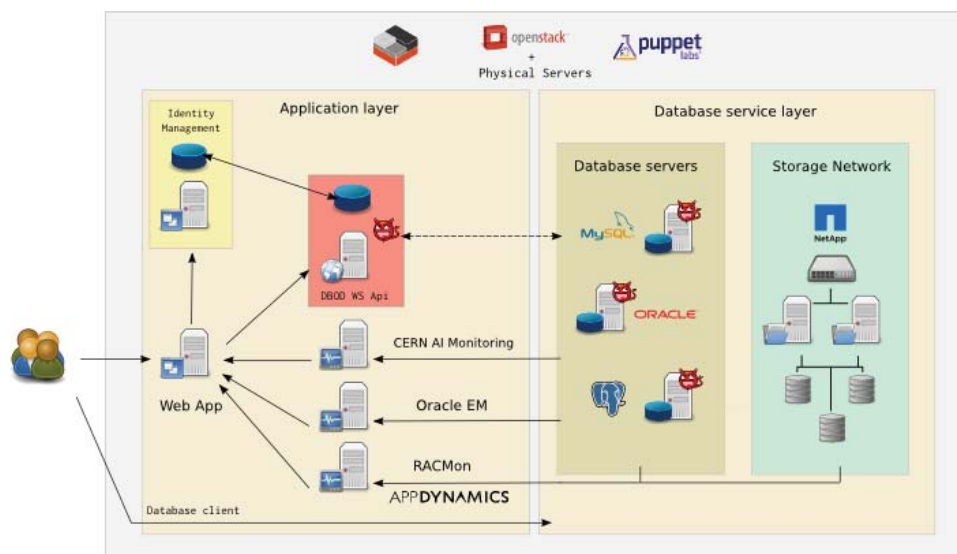 openstack
+
Physical Servers
puppet
labs
Application layer
Database service layer
Identity
Management
Database servers
Storage Network
MySQL
NetApp
DBOD WS Api
ORACLE
CERN AI Monitoring
Web App
Oracle EM
RACMon
APPDYNAMICS
Database client